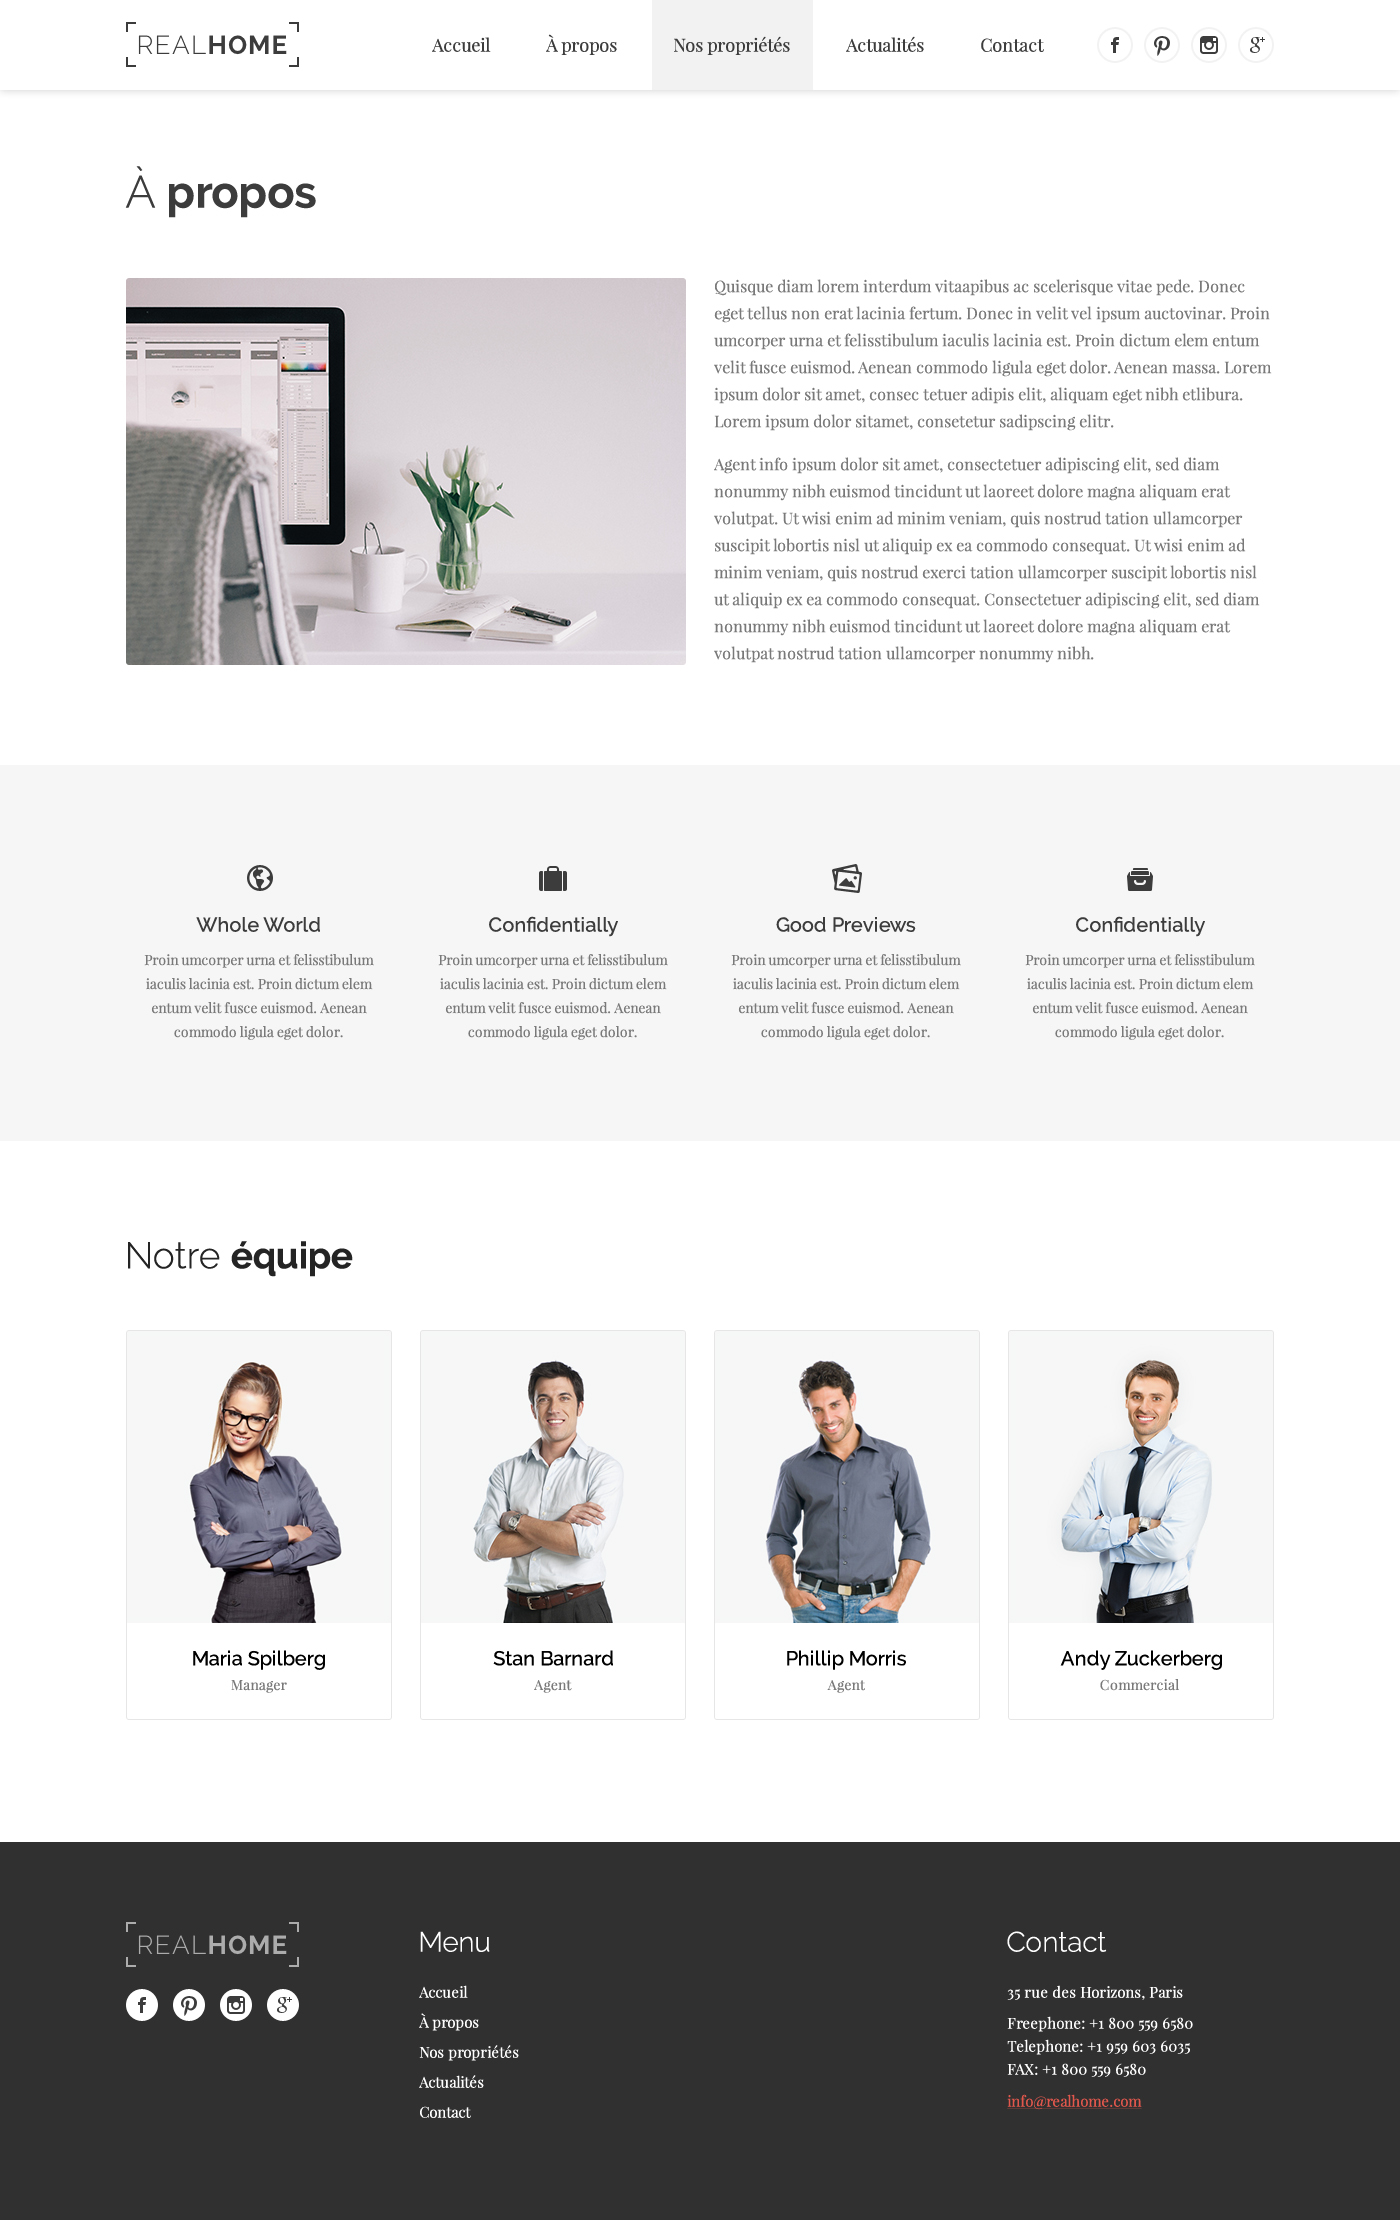 REALHOME
Accueil
À propos
Nos propriétés
Actualités
Contact
À propos
Quisque diam lorem interdum vitaapibus ac scelerisque vitae pede. Donec
eget tellus non erat lacinia fertum. Donec in velit vel ipsum auctovinar. Proin
umcorper urna et felisstibulum iaculis lacinia est. Proin dictum elem entum
velit fusce euismod. Aenean commodo ligula eget dolor. Aenean massa. Lorem
ipsum dolor sit amet, consec tetuer adipis elit, aliquam eget nibh etlibura.
Lorem ipsum dolor sitamet, consetetur sadipscing elitr.
Agent info ipsum dolor sit amet, consectetuer adipiscing elit, sed diam
nonummy nibh euismod tincidunt ut laoreet dolore magna aliquam erat
volutpat. Ut wisi enim ad minim veniam, quis nostrud tation ullamcorper
suscipit lobortis nisl ut aliquip ex ea commodo consequat. Ut wisi enim ad
minim veniam, quis nostrud exerci tation ullamcorper suscipit lobortis nisl
ut aliquip ex ea commodo consequat. Consectetuer adipiscing elit, sed diam
nonummy nibh euismod tincidunt ut laoreet dolore magna aliquam erat
volutpat nostrud tation ullamcorper nonummy nibh.
Whole World
Proin umcorper urna et felisstibulum
iaculis lacinia est. Proin dictum elem
entum velit fusce euismod. Aenean
commodo ligula eget dolor.
Confidentially
Proin umcorper urna et felisstibulum
iaculis lacinia est. Proin dictum elem
entum velit fusce euismod. Aenean
commodo ligula eget dolor.
Good Previews
Proin umcorper urna et felisstibulum
iaculis lacinia est. Proin dictum elem
entum velit fusce euismod. Aenean
commodo ligula eget dolor.
Confidentially
Proin umcorper urna et felisstibulum
iaculis lacinia est. Proin dictum elem
entum velit fusce euismod. Aenean
commodo ligula eget dolor.
Notre équipe
Maria Spilberg
Manager
Stan Barnard
Agent
Phillip Morris
Agent
Andy Zuckerberg
Commercial
REALHOME
Menu
Accueil
À propos
Nos propriétés
Actualités
Contact
Contact
35 rue des Horizons, Paris
Freephone: +1 800 559 6580
Telephone: +1 959 603 6035
FAX: +1 800 559 6580
info@realhome.com